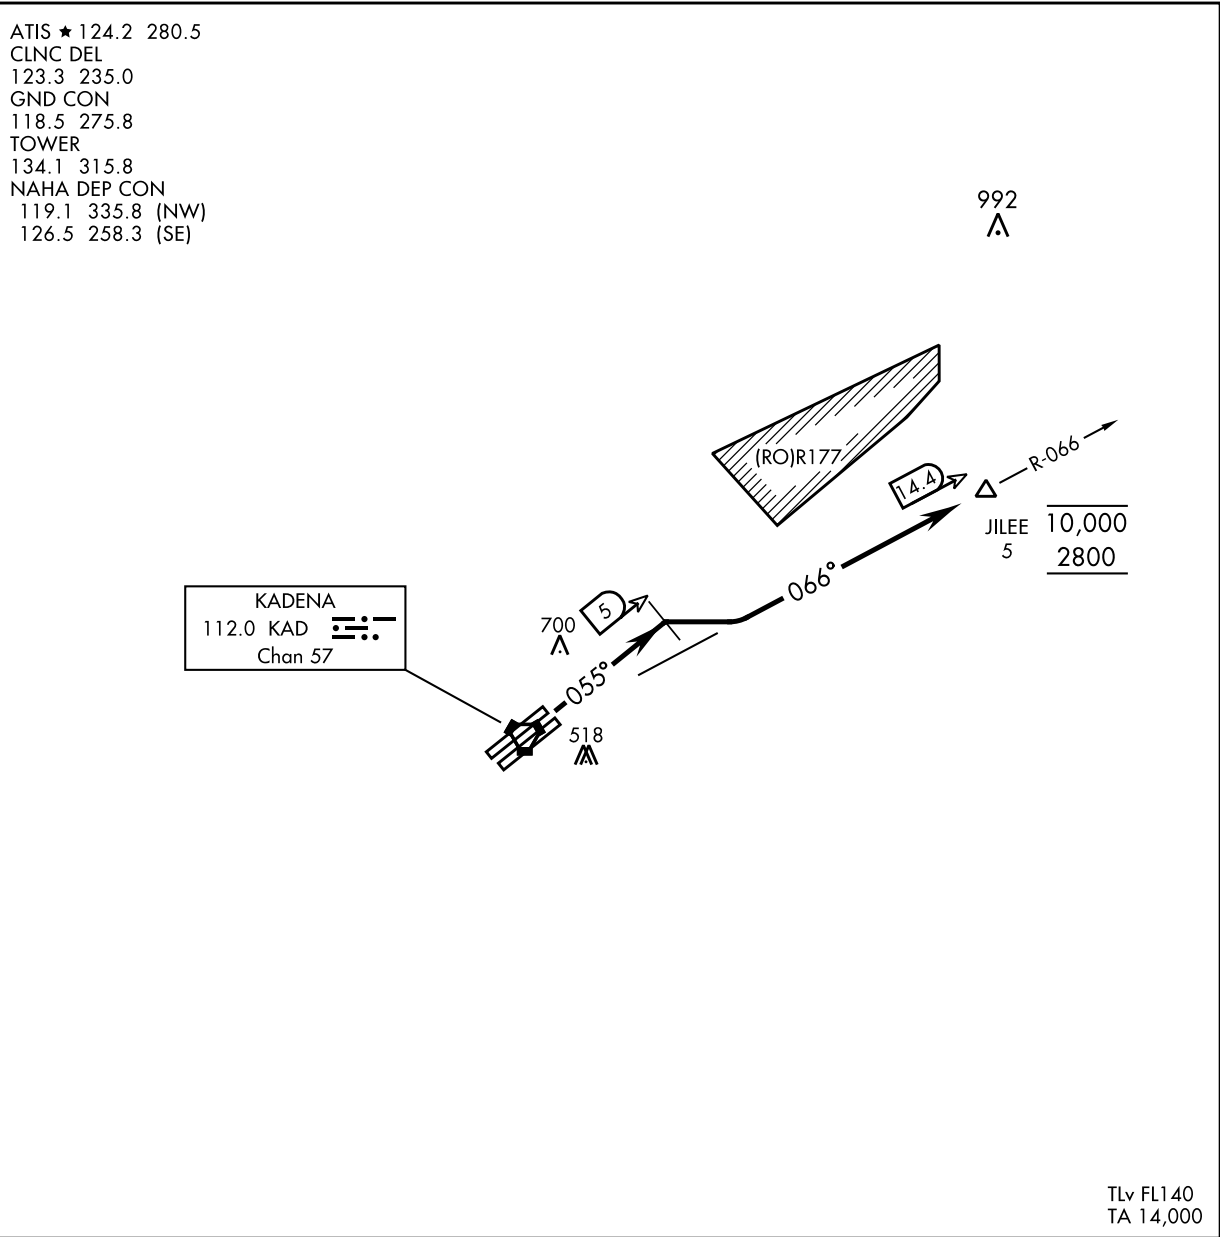 ATIS ★ 124.2 280.5
CLNC DEL
123.3 235.0
GND CON
118.5 275.8
TOWER
134.1 315.8
NAHA DEP CON
119.1 335.8 (NW)
126.5 258.3 (SE)
992
(RO)R177
R-066
14.4
JILEE
5
10,000
2800
066°
KADENA
112.0 KAD
Chan 57
700
5
055°
518
TLv FL140
TA 14,000